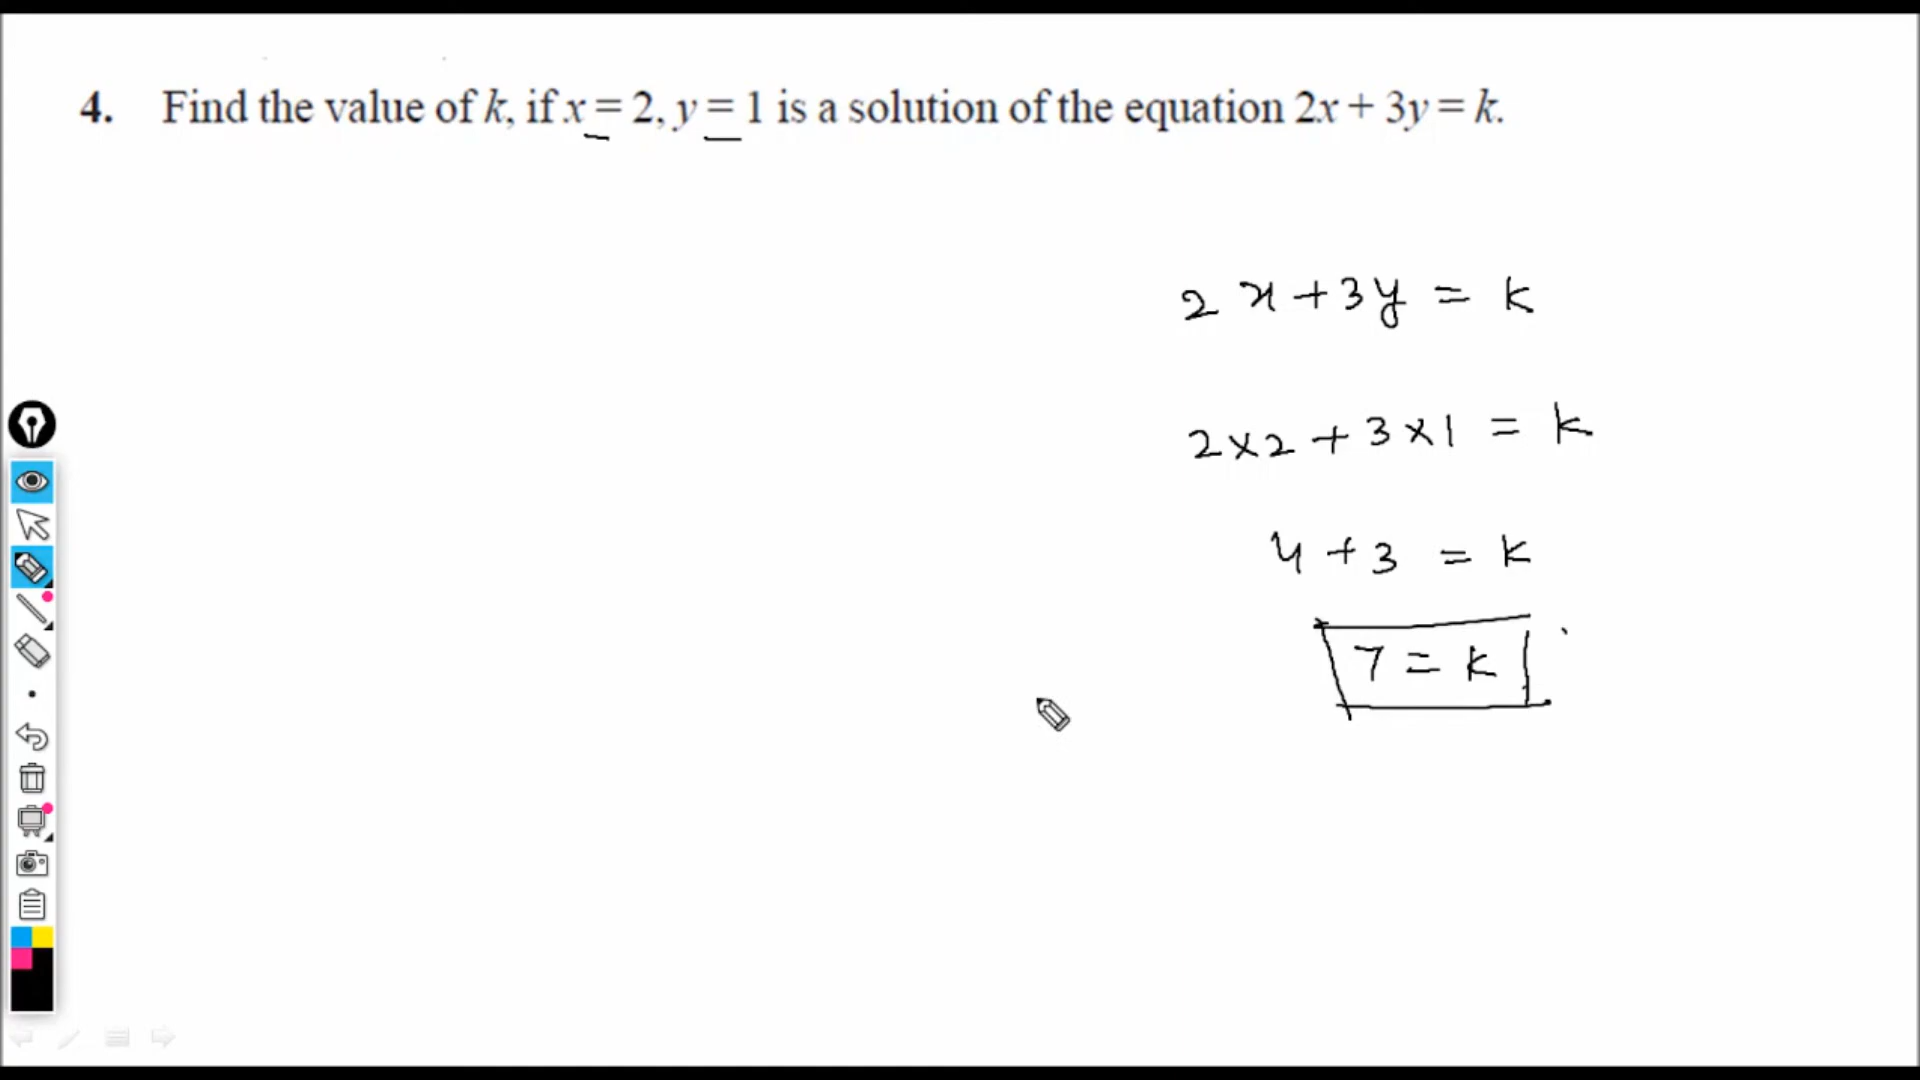 4. Find the value of k, if x = 2, y = 1 is a solution of the equation 2x + 3y = k.
2x + 3y = k
2×2 + 3×1 = k
4 + 3 = k
7 = k